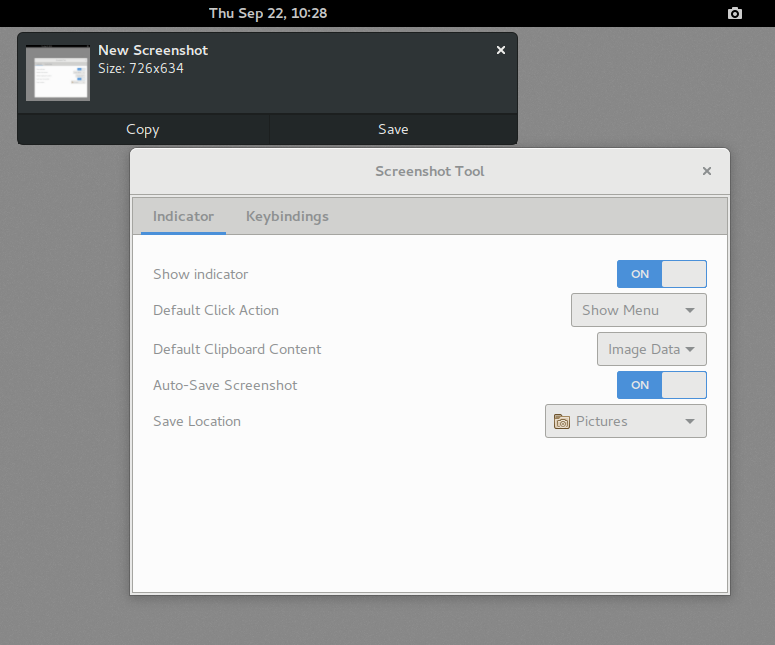 Thu Sep 22, 10:28
New Screenshot
Size: 726x634
Copy Save
Screenshot Tool
Indicator Keybindings
Show indicator ON
Default Click Action Show Menu
Default Clipboard Content Image Data
Auto-Save Screenshot ON
Save Location Pictures